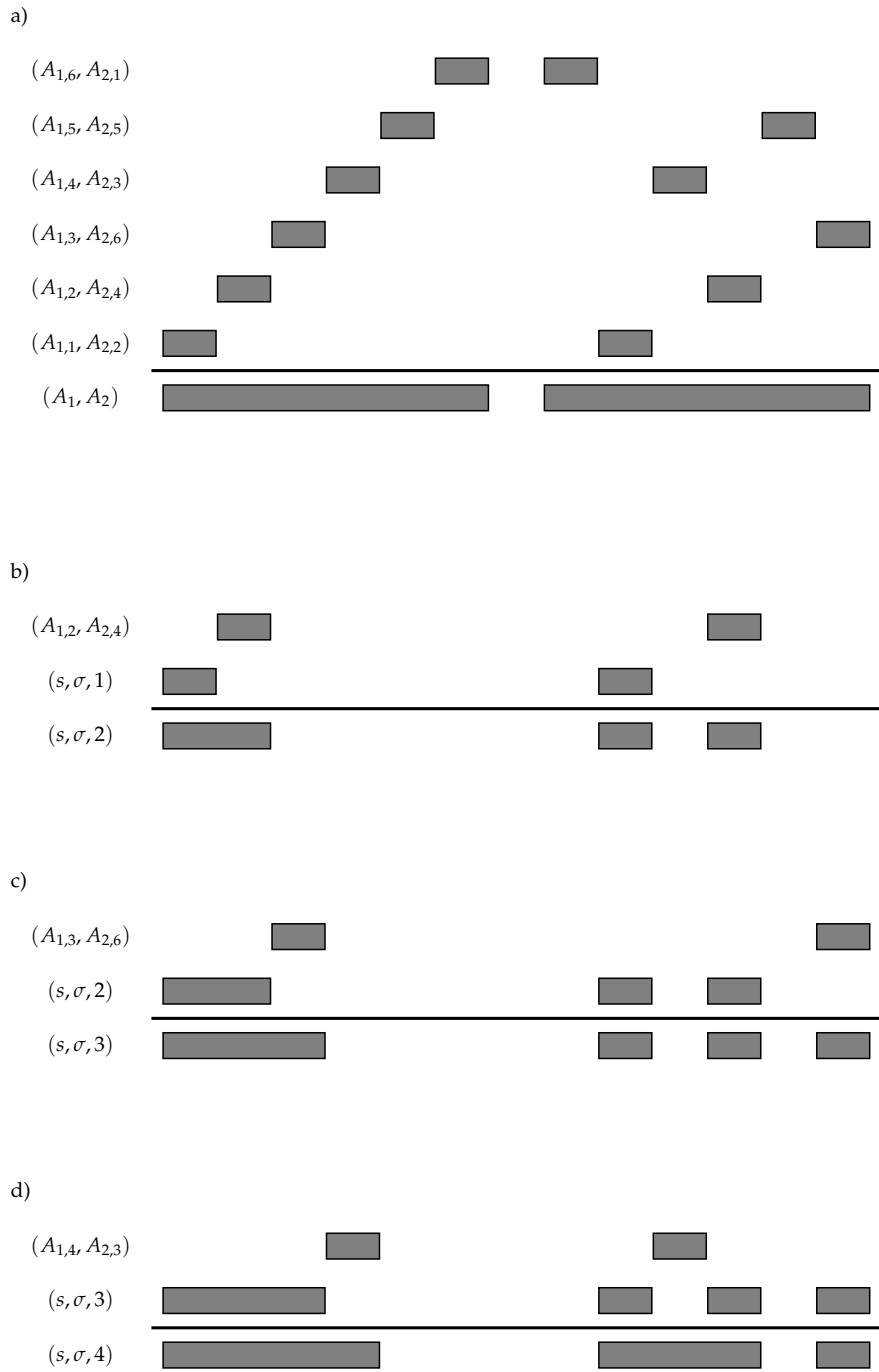 a)
(A₁,₆, A₂,₁)
(A₁,₅, A₂,₅)
(A₁,₄, A₂,₃)
(A₁,₃, A₂,₆)
(A₁,₂, A₂,₄)
(A₁,₁, A₂,₂)
(A₁, A₂)
b)
(A₁,₂, A₂,₄)
(s, σ, 1)
(s, σ, 2)
c)
(A₁,₃, A₂,₆)
(s, σ, 2)
(s, σ, 3)
d)
(A₁,₄, A₂,₃)
(s, σ, 3)
(s, σ, 4)